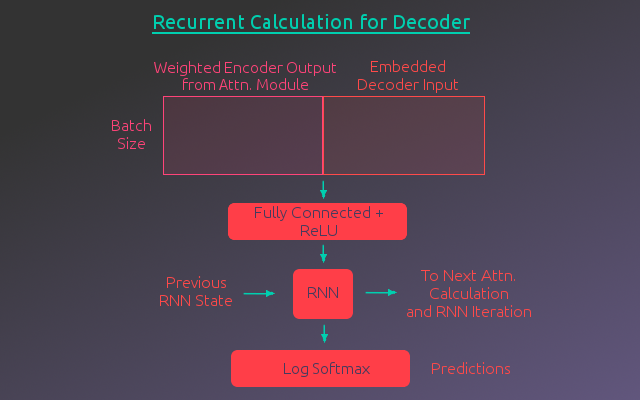 Recurrent Calculation for Decoder
Weighted Encoder Output
from Attn. Module
Embedded
Decoder Input
Batch
Size
Fully Connected +
ReLU
Previous
RNN State
RNN
To Next Attn.
Calculation
and RNN Iteration
Log Softmax
Predictions